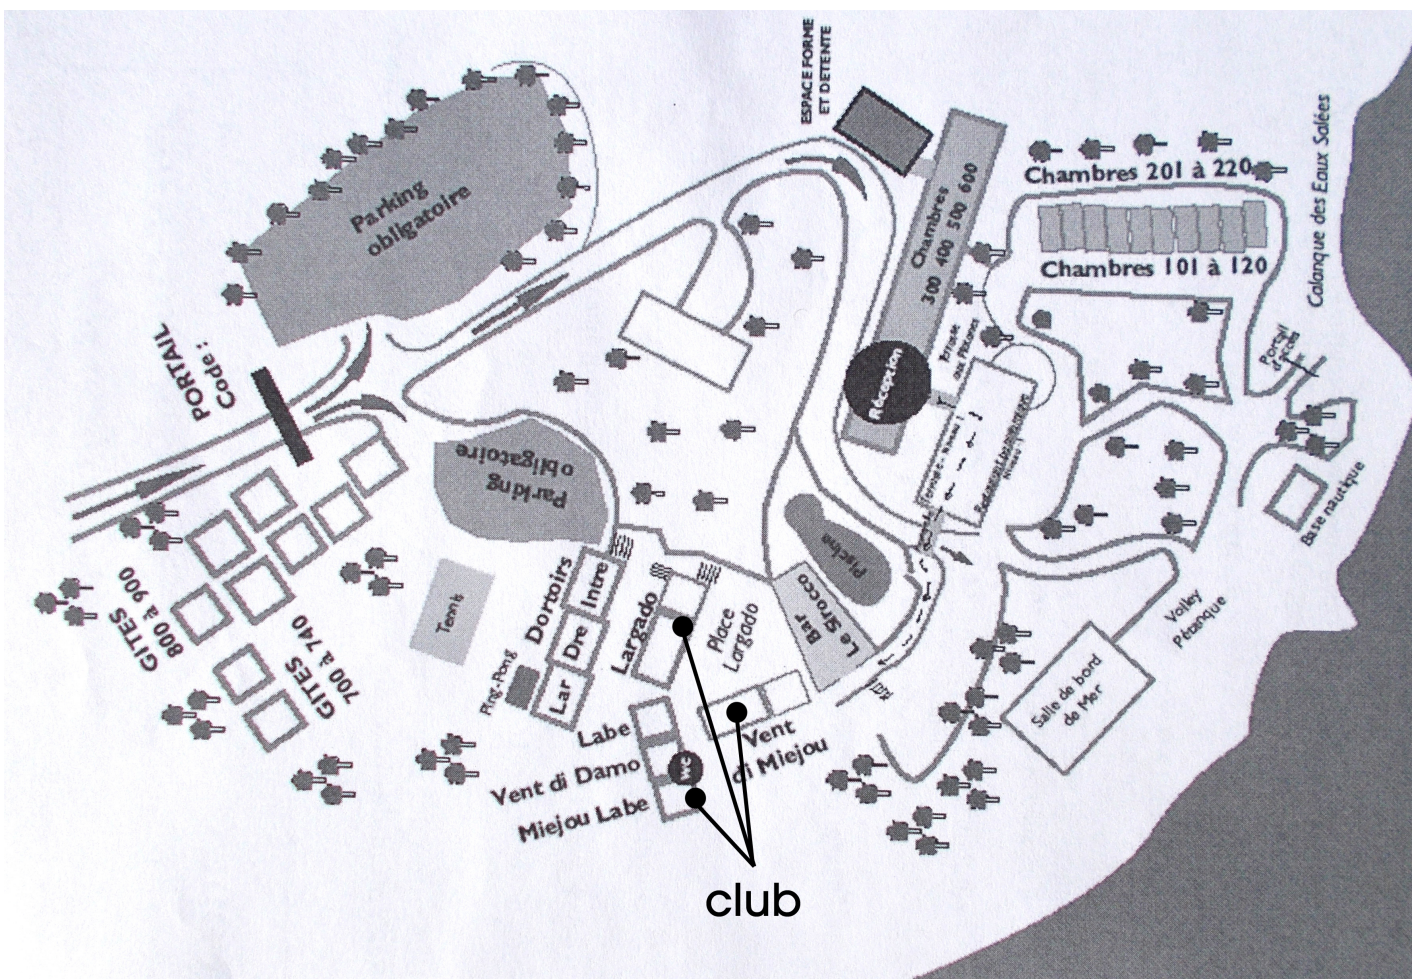 ESPACE FORME
ET DETENTE
Chambres 201 à 220
Calanque des Eaux Salées
Parking
obligatoire
Chambres
300 400 500 600
Chambres 101 à 120
PORTAIL
Code :
Réception
Terrasse
Portail
Parking
obligatoire
Piscine
Base nautique
GITES
800 à 900
GITES
700 à 740
Tennis
Dortoirs
Intre
Dre
Lar
Ping-Pong
Largado
Place
Largado
Bar
Le Sirocco
Volley
Pétanque
Salle de bord
de Mer
Labe
Vent di Damo
Miejou Labe
WC
Vent
di Miejou
club